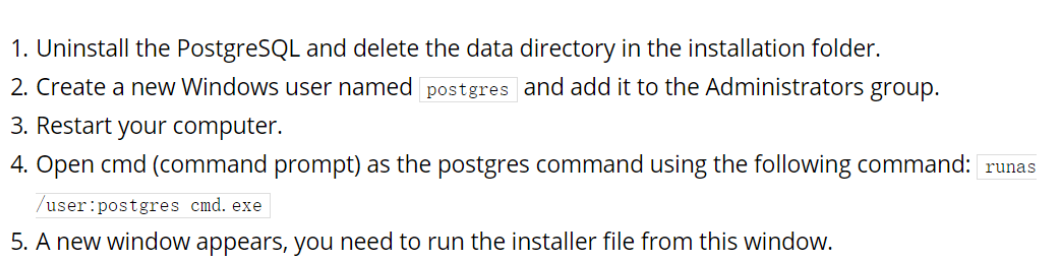 1. Uninstall the PostgreSQL and delete the data directory in the installation folder.
2. Create a new Windows user named postgres and add it to the Administrators group.
3. Restart your computer.
4. Open cmd (command prompt) as the postgres command using the following command: runas
/user:postgres cmd.exe
5. A new window appears, you need to run the installer file from this window.